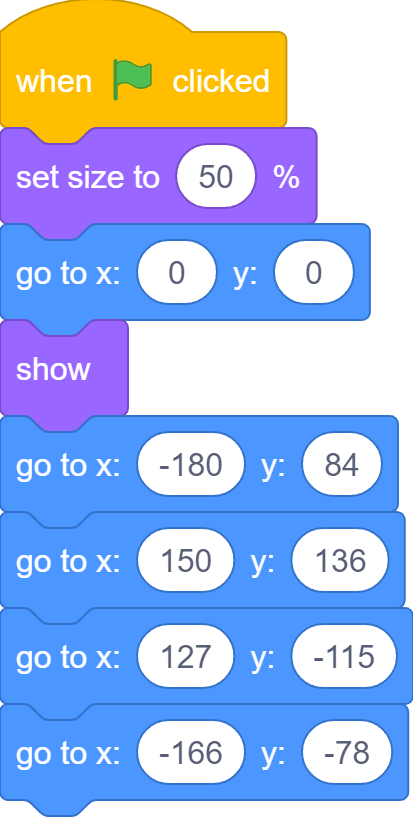 when clicked
set size to 50 %
go to x: 0 y: 0
show
go to x: -180 y: 84
go to x: 150 y: 136
go to x: 127 y: -115
go to x: -166 y: -78